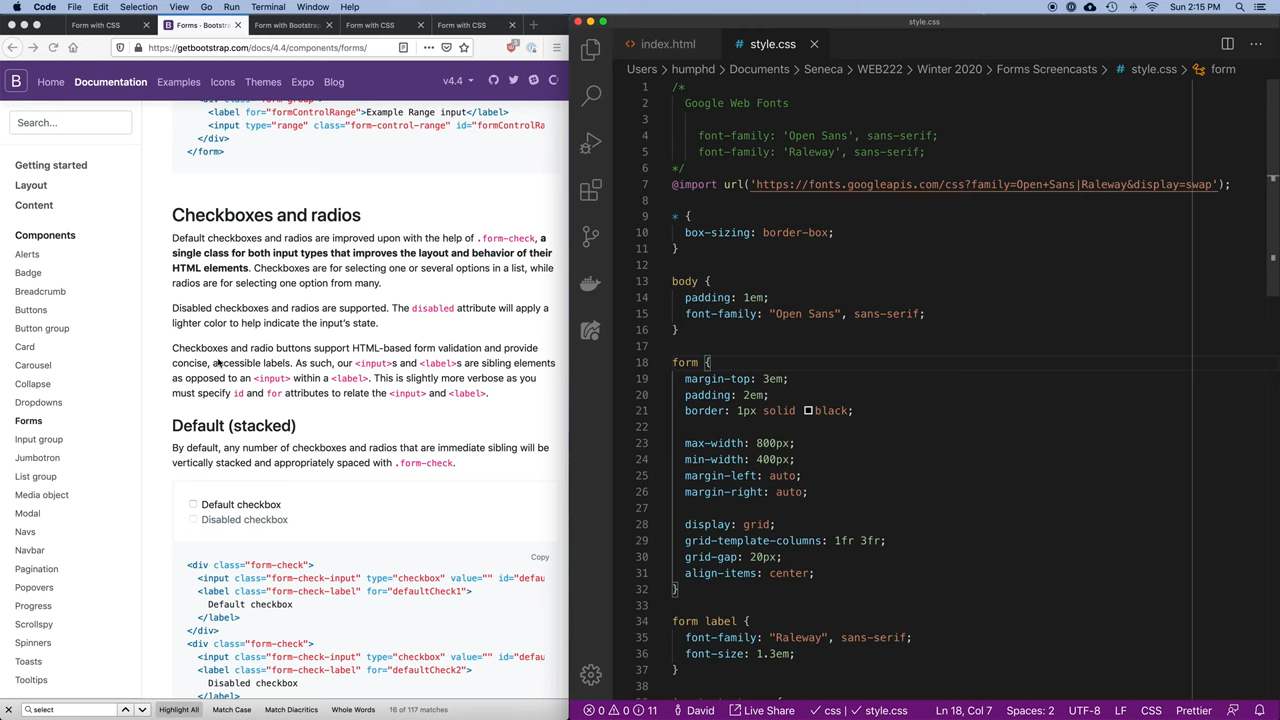 Code File Edit Selection View Go Run Terminal Window Help
Sun 2:15 PM
Form with CSS
Forms · Bootstrap
Form with Bootstrap
Form with CSS
Form with CSS
https://getbootstrap.com/docs/4.4/components/forms/
B Home Documentation Examples Icons Themes Expo Blog v4.4
Search...
Getting started
Layout
Content
Components
Alerts
Badge
Breadcrumb
Buttons
Button group
Card
Carousel
Collapse
Dropdowns
Forms
Input group
Jumbotron
List group
Media object
Modal
Navs
Navbar
Pagination
Popovers
Progress
Scrollspy
Spinners
Toasts
Tooltips
<div class="form-group">
<label for="formControlRange">Example Range input</label>
<input type="range" class="form-control-range" id="formControlRa
</div>
</form>
Checkboxes and radios
Default checkboxes and radios are improved upon with the help of .form-check, a
single class for both input types that improves the layout and behavior of their
HTML elements. Checkboxes are for selecting one or several options in a list, while
radios are for selecting one option from many.
Disabled checkboxes and radios are supported. The disabled attribute will apply a
lighter color to help indicate the input's state.
Checkboxes and radio buttons support HTML-based form validation and provide
concise, accessible labels. As such, our <input>s and <label>s are sibling elements
as opposed to an <input> within a <label>. This is slightly more verbose as you
must specify id and for attributes to relate the <input> and <label>.
Default (stacked)
By default, any number of checkboxes and radios that are immediate sibling will be
vertically stacked and appropriately spaced with .form-check.
Default checkbox
Disabled checkbox
Copy
<div class="form-check">
<input class="form-check-input" type="checkbox" value="" id="defau
<label class="form-check-label" for="defaultCheck1">
Default checkbox
</label>
</div>
<div class="form-check">
<input class="form-check-input" type="checkbox" value="" id="defau
<label class="form-check-label" for="defaultCheck2">
Disabled checkbox
</label>
select Highlight All Match Case Match Diacritics Whole Words 16 of 117 matches
style.css
index.html
style.css
Users > humphd > Documents > Seneca > WEB222 > Winter 2020 > Forms Screencasts > style.css > form
1 /*
2 Google Web Fonts
3
4 font-family: 'Open Sans', sans-serif;
5 font-family: 'Raleway', sans-serif;
6 */
7 @import url('https://fonts.googleapis.com/css?family=Open+Sans|Raleway&display=swap');
8
9 * {
10 box-sizing: border-box;
11 }
12
13 body {
14 padding: 1em;
15 font-family: "Open Sans", sans-serif;
16 }
17
18 form {
19 margin-top: 3em;
20 padding: 2em;
21 border: 1px solid black;
22
23 max-width: 800px;
24 min-width: 400px;
25 margin-left: auto;
26 margin-right: auto;
27
28 display: grid;
29 grid-template-columns: 1fr 3fr;
30 grid-gap: 20px;
31 align-items: center;
32 }
33
34 form label {
35 font-family: "Raleway", sans-serif;
36 font-size: 1.3em;
37 }
38
0 0 11 David Live Share css | style.css Ln 18, Col 7 Spaces: 2 UTF-8 LF CSS Prettier